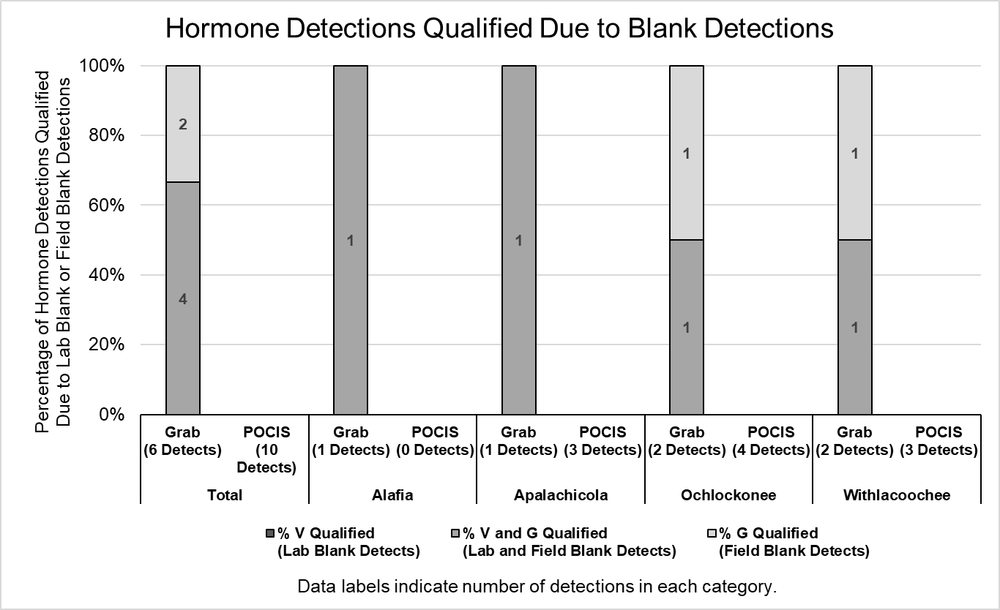 Hormone Detections Qualified Due to Blank Detections
Percentage of Hormone Detections Qualified
Due to Lab Blank or Field Blank Detections
100%
80%
60%
40%
20%
0%
2
4
1
1
1
1
1
1
Grab
(6 Detects)
POCIS
(10
Detects)
Grab
(1 Detects)
POCIS
(0 Detects)
Grab
(1 Detects)
POCIS
(3 Detects)
Grab
(2 Detects)
POCIS
(4 Detects)
Grab
(2 Detects)
POCIS
(3 Detects)
Total
Alafia
Apalachicola
Ochlockonee
Withlacoochee
% V Qualified
(Lab Blank Detects)
% V and G Qualified
(Lab and Field Blank Detects)
% G Qualified
(Field Blank Detects)
Data labels indicate number of detections in each category.